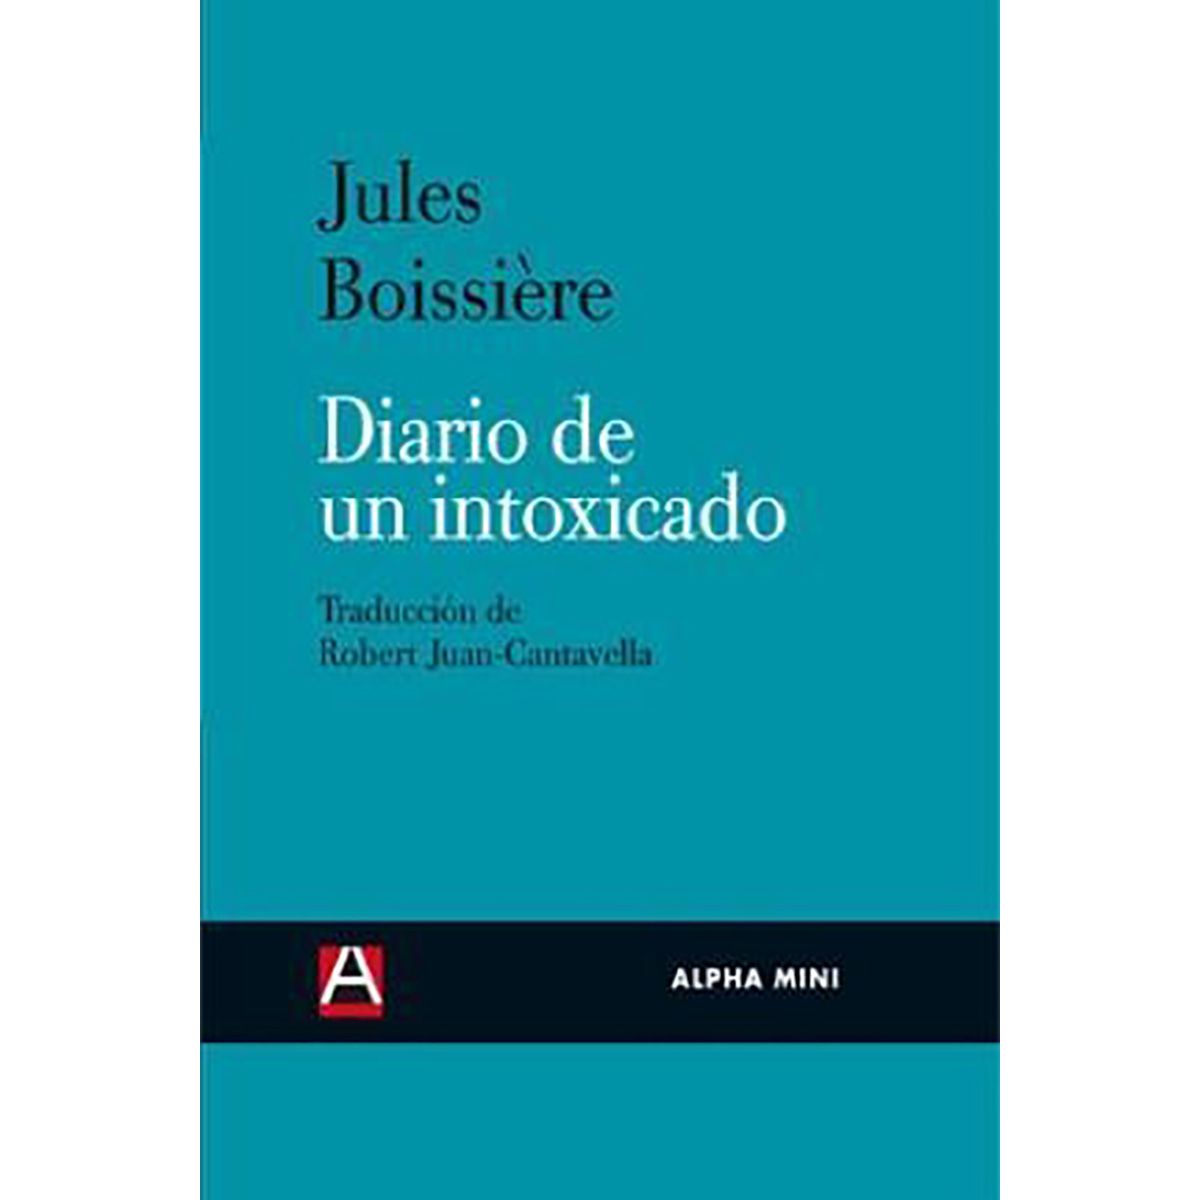 Jules
Boissière
Diario de
un intoxicado
Traducción de
Robert Juan-Cantavella
A
ALPHA MINI